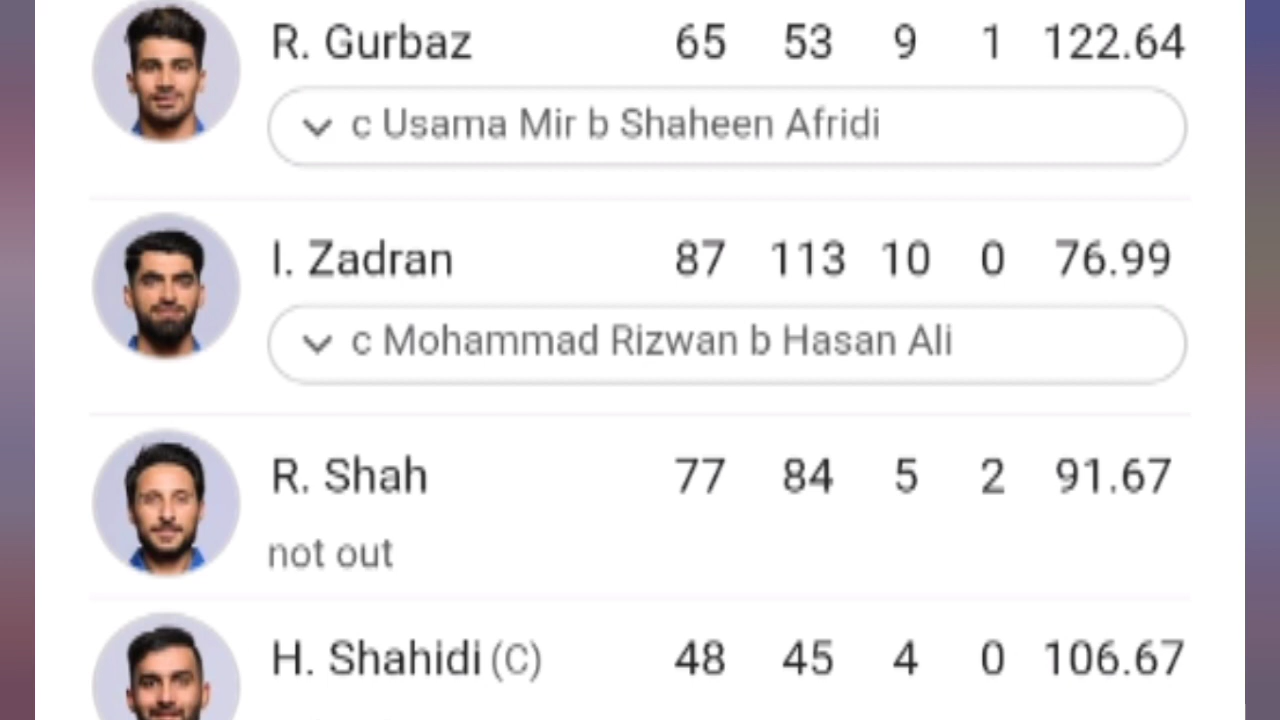 R. Gurbaz 65 53 9 1 122.64
c Usama Mir b Shaheen Afridi
I. Zadran 87 113 10 0 76.99
c Mohammad Rizwan b Hasan Ali
R. Shah 77 84 5 2 91.67
not out
H. Shahidi (C) 48 45 4 0 106.67